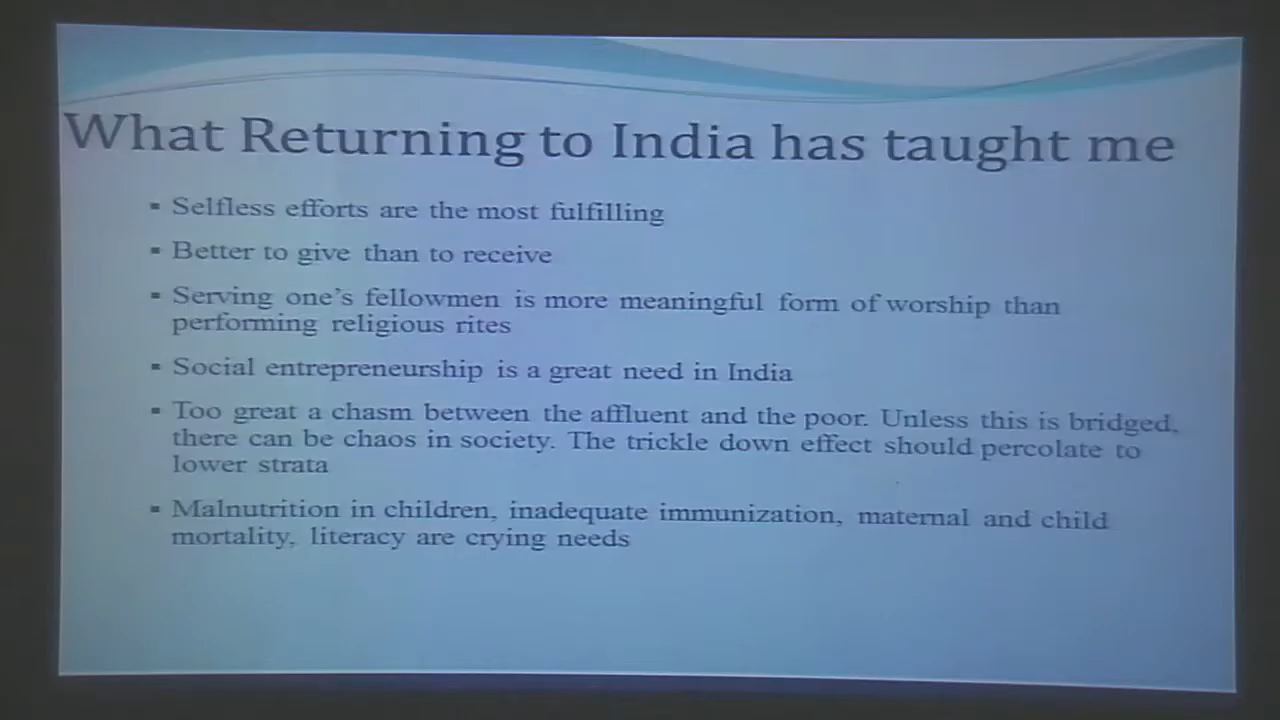 What Returning to India has taught me
▪ Selfless efforts are the most fulfilling
▪ Better to give than to receive
▪ Serving one's fellowmen is more meaningful form of worship than
performing religious rites
▪ Social entrepreneurship is a great need in India
▪ Too great a chasm between the affluent and the poor. Unless this is bridged,
there can be chaos in society. The trickle down effect should percolate to
lower strata
▪ Malnutrition in children, inadequate immunization, maternal and child
mortality, literacy are crying needs